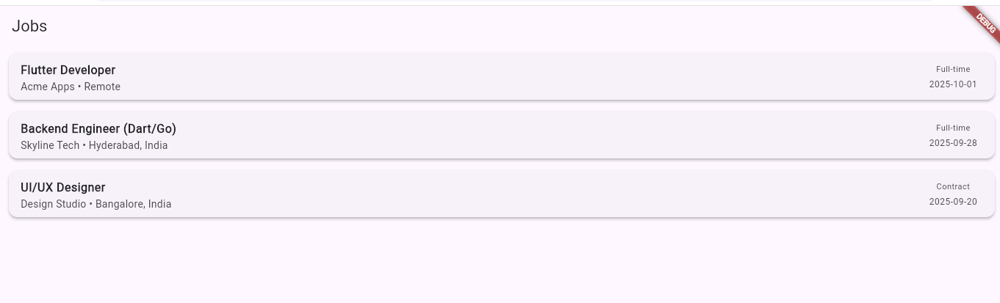 Jobs
DEBUG
Flutter Developer
Acme Apps • Remote
Full-time
2025-10-01
Backend Engineer (Dart/Go)
Skyline Tech • Hyderabad, India
Full-time
2025-09-28
UI/UX Designer
Design Studio • Bangalore, India
Contract
2025-09-20